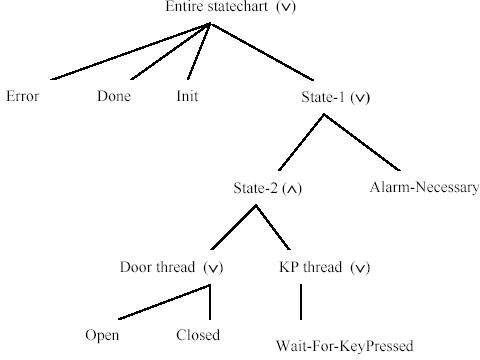 Entire statechart (∨)
Error Done Init State-1 (∨)
State-2 (∧) Alarm-Necessary
Door thread (∨) KP thread (∨)
Open Closed Wait-For-KeyPressed